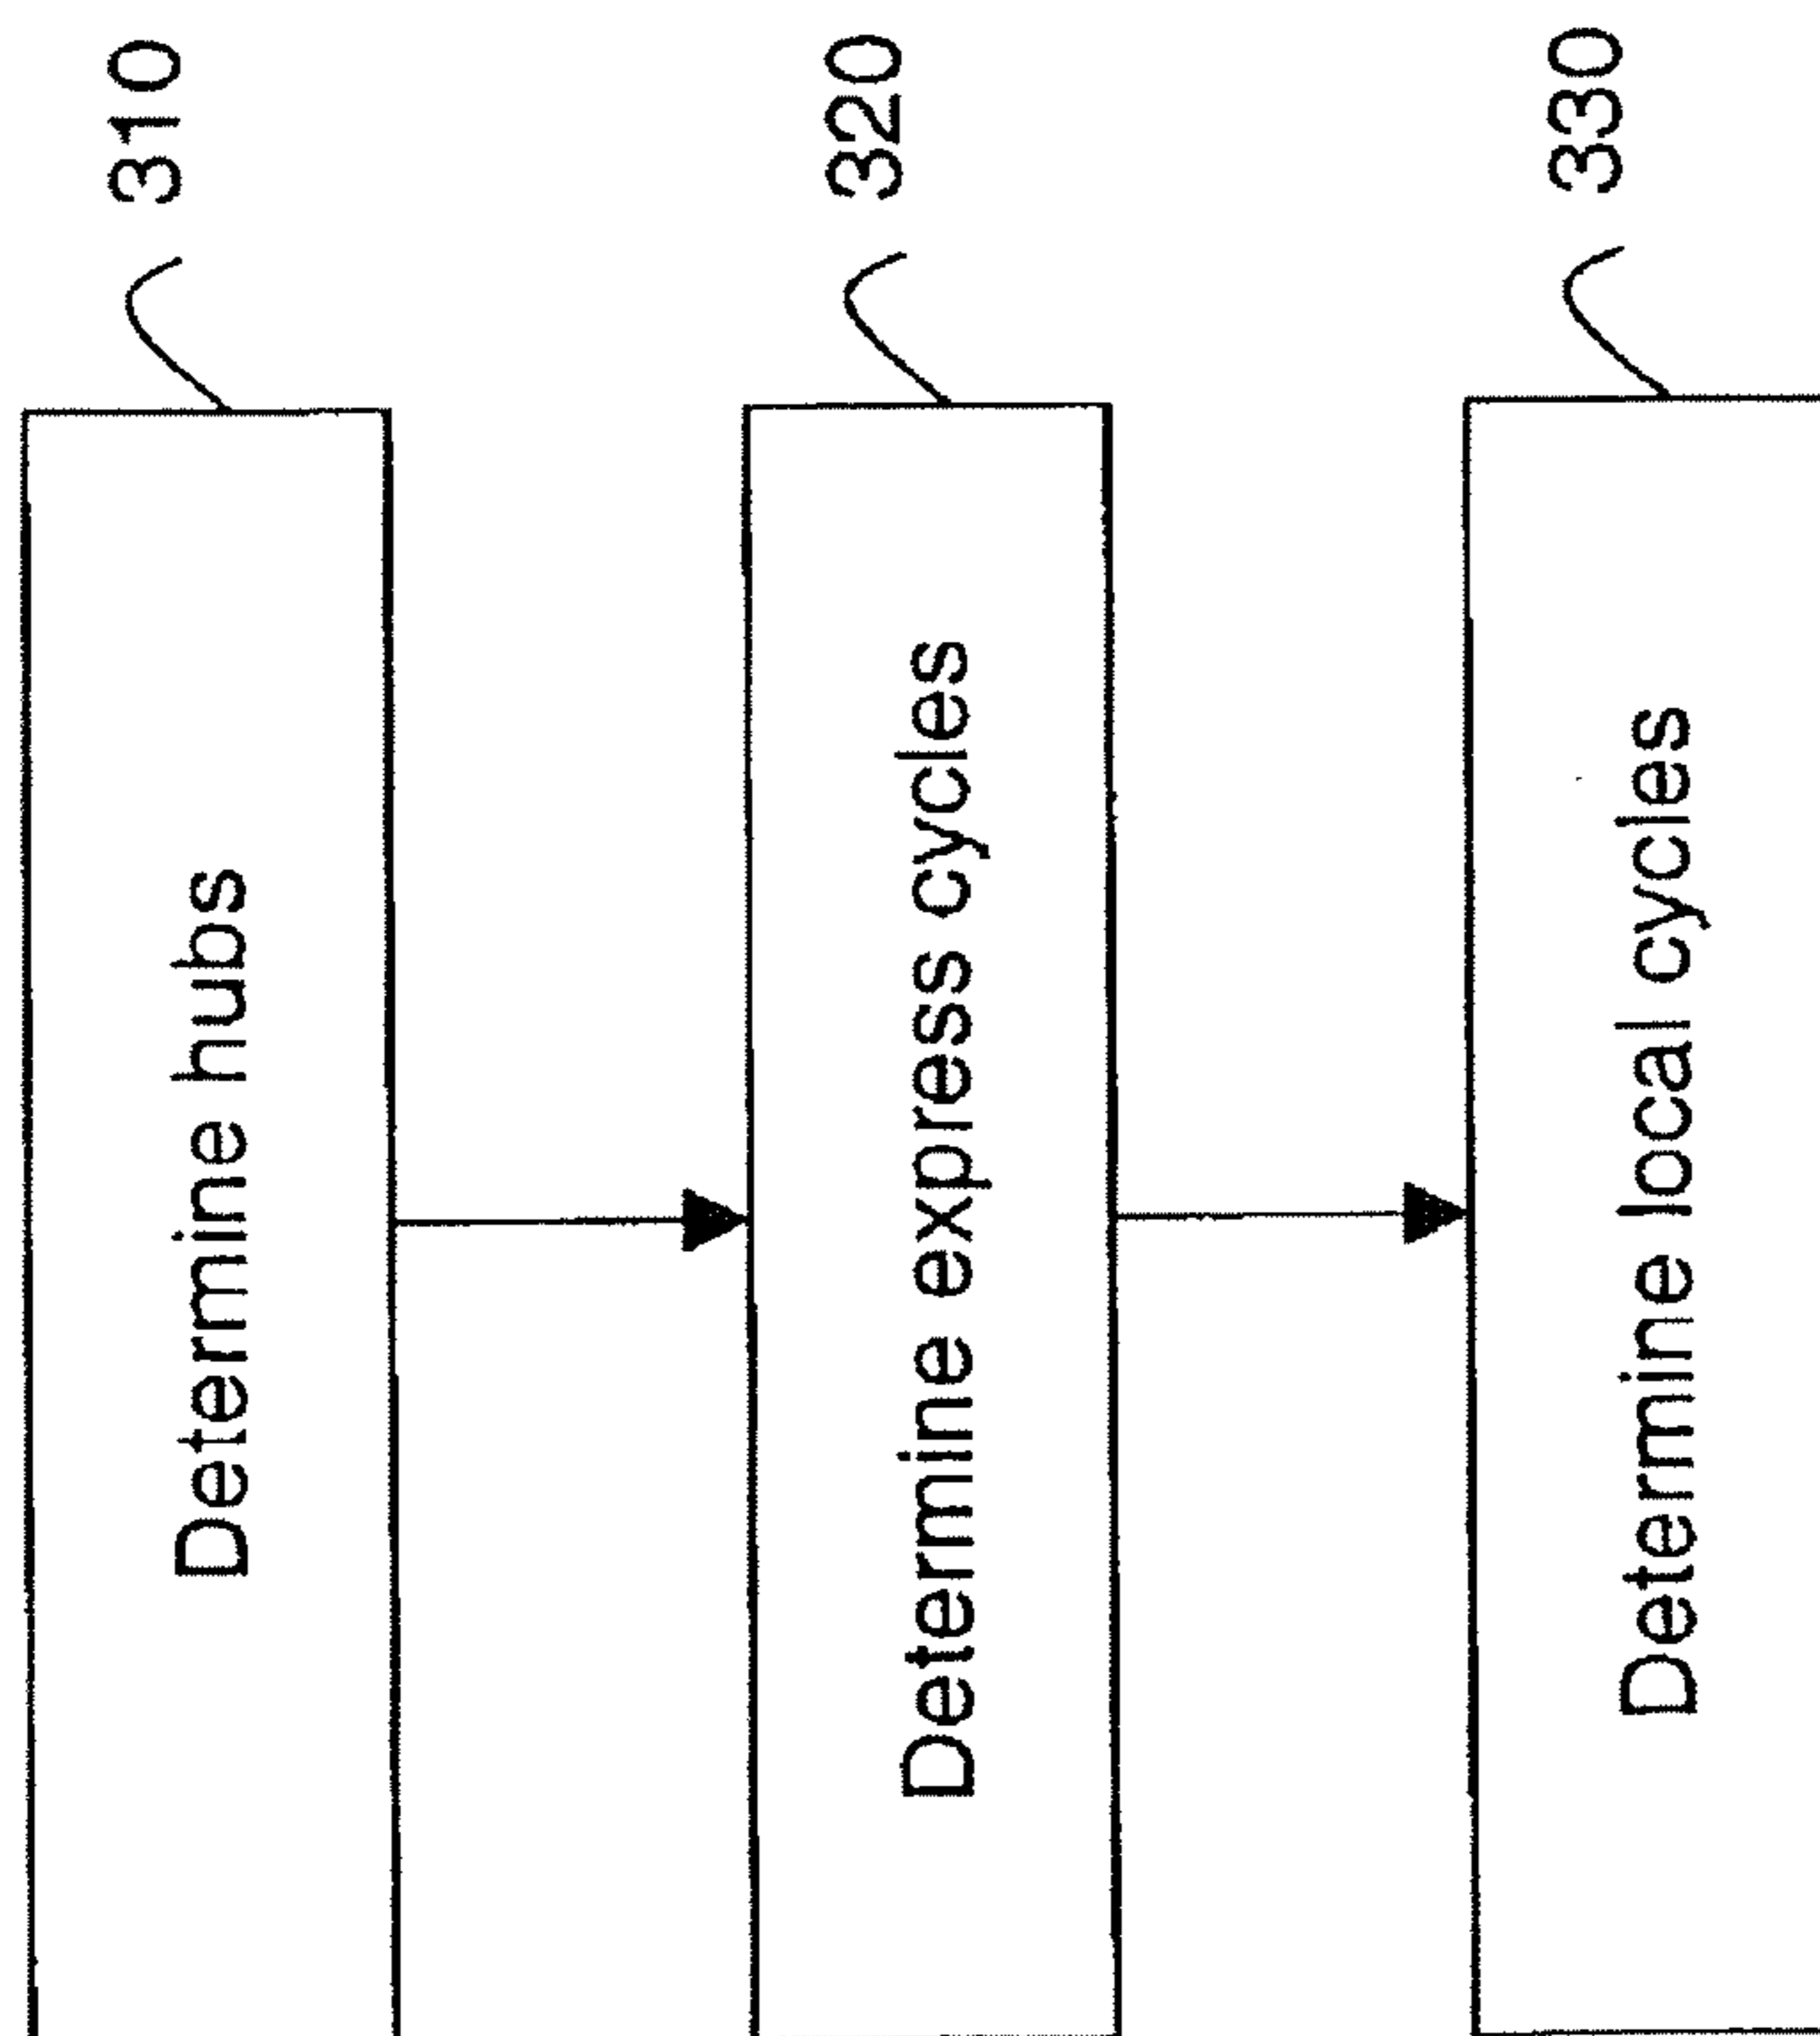 310
Determine hubs
320
Determine express cycles
330
Determine local cycles